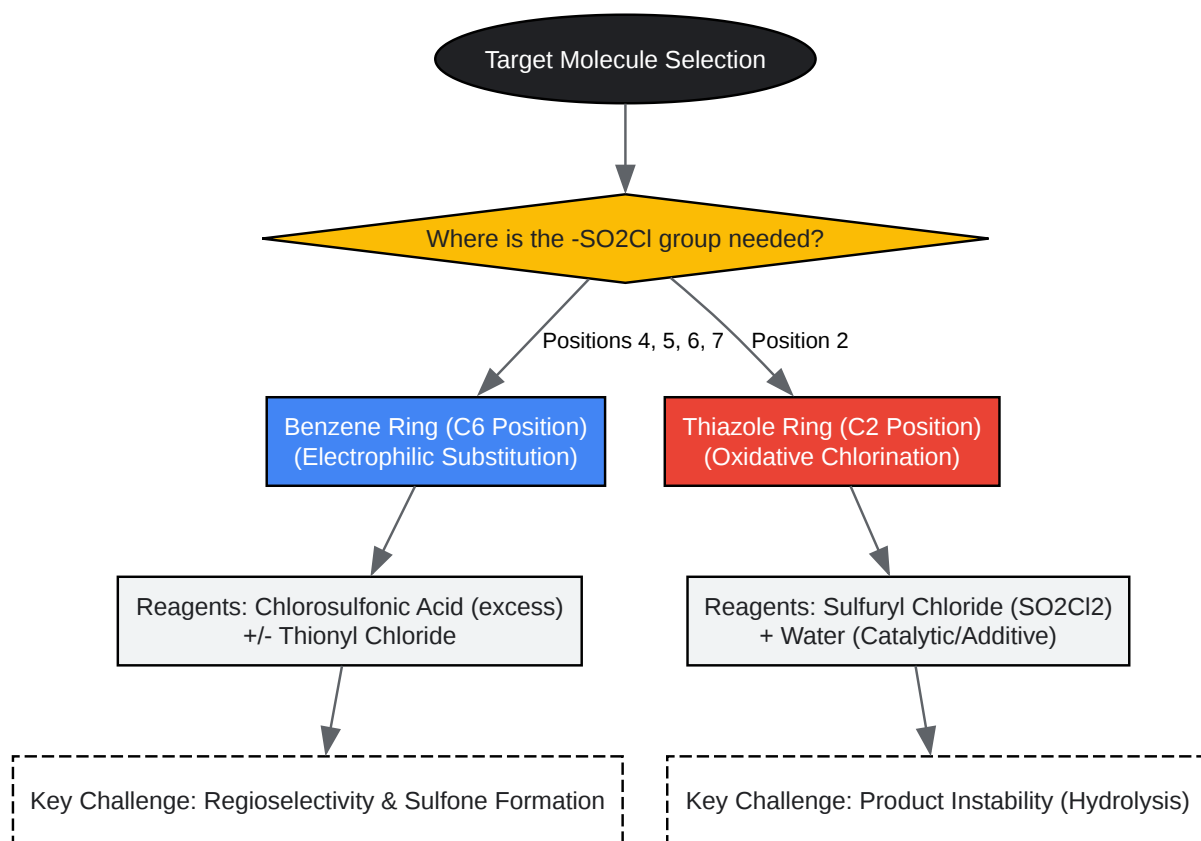 Target Molecule Selection
Where is the -SO2Cl group needed?
Positions 4, 5, 6, 7
Position 2
Benzene Ring (C6 Position)
(Electrophilic Substitution)
Thiazole Ring (C2 Position)
(Oxidative Chlorination)
Reagents: Chlorosulfonic Acid (excess)
+/- Thionyl Chloride
Reagents: Sulfuryl Chloride (SO2Cl2)
+ Water (Catalytic/Additive)
Key Challenge: Regioselectivity & Sulfone Formation
Key Challenge: Product Instability (Hydrolysis)